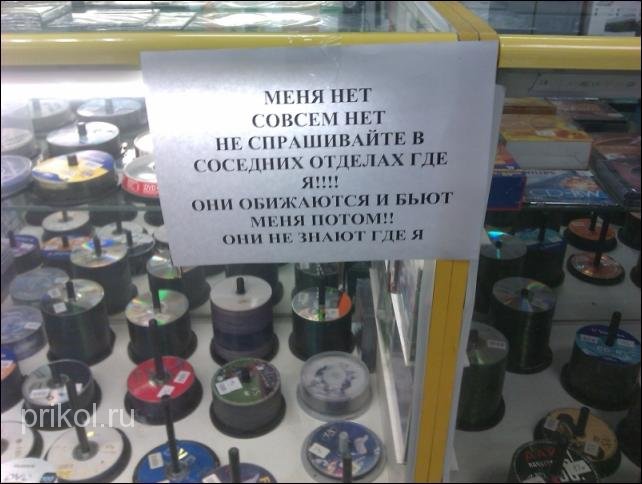 МЕНЯ НЕТ
СОВСЕМ НЕТ
НЕ СПРАШИВАЙТЕ В
СОСЕДНИХ ОТДЕЛАХ ГДЕ
Я!!!!
ОНИ ОБИЖАЮТСЯ И БЬЮТ
МЕНЯ ПОТОМ!!
ОНИ НЕ ЗНАЮТ ГДЕ Я
prikol.ru